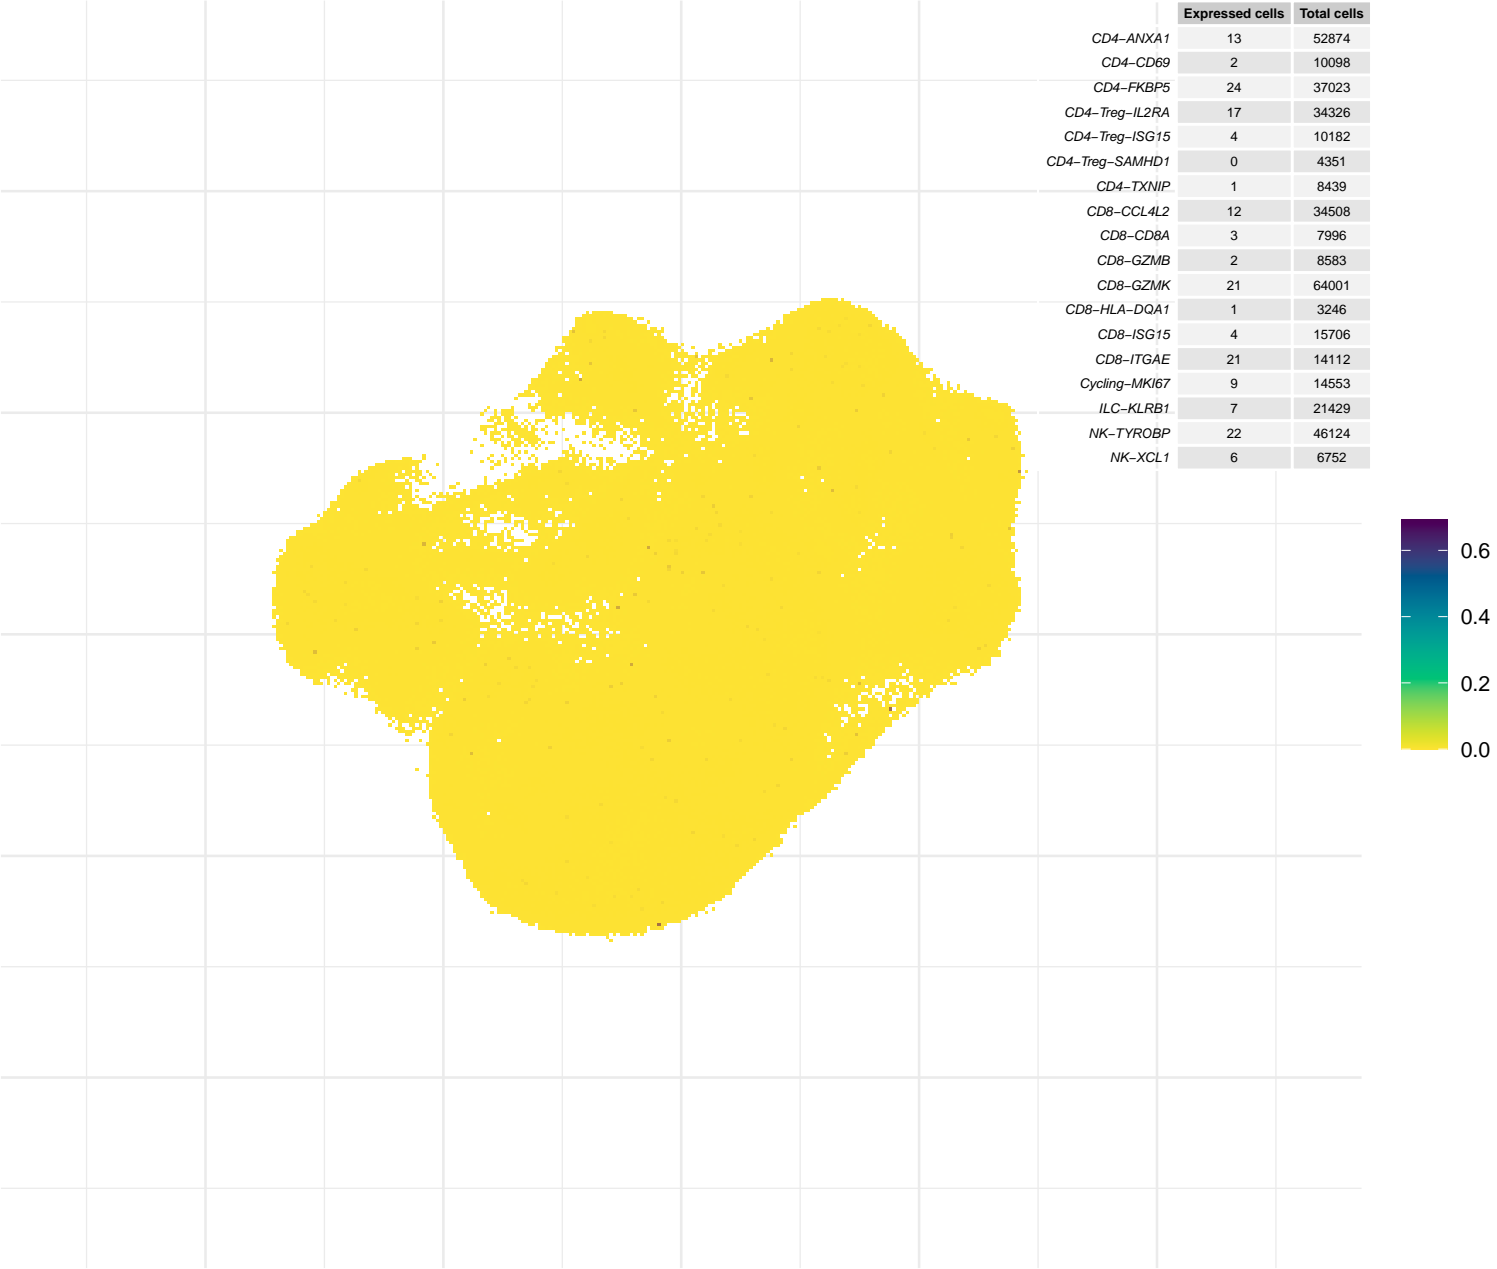 Expressed cells Total cells
CD4−ANXA1 13 52874
CD4−CD69 2 10098
CD4−FKBP5 24 37023
CD4−Treg−IL2RA 17 34326
CD4−Treg−ISG15 4 10182
CD4−Treg−SAMHD1 0 4351
CD4−TXNIP 1 8439
CD8−CCL4L2 12 34508
CD8−CD8A 3 7996
CD8−GZMB 2 8583
CD8−GZMK 21 64001
CD8−HLA−DQA1 1 3246
CD8−ISG15 4 15706
CD8−ITGAE 21 14112
Cycling−MKI67 9 14553
ILC−KLRB1 7 21429
NK−TYROBP 22 46124
NK−XCL1 6 6752
0.6
0.4
0.2
0.0